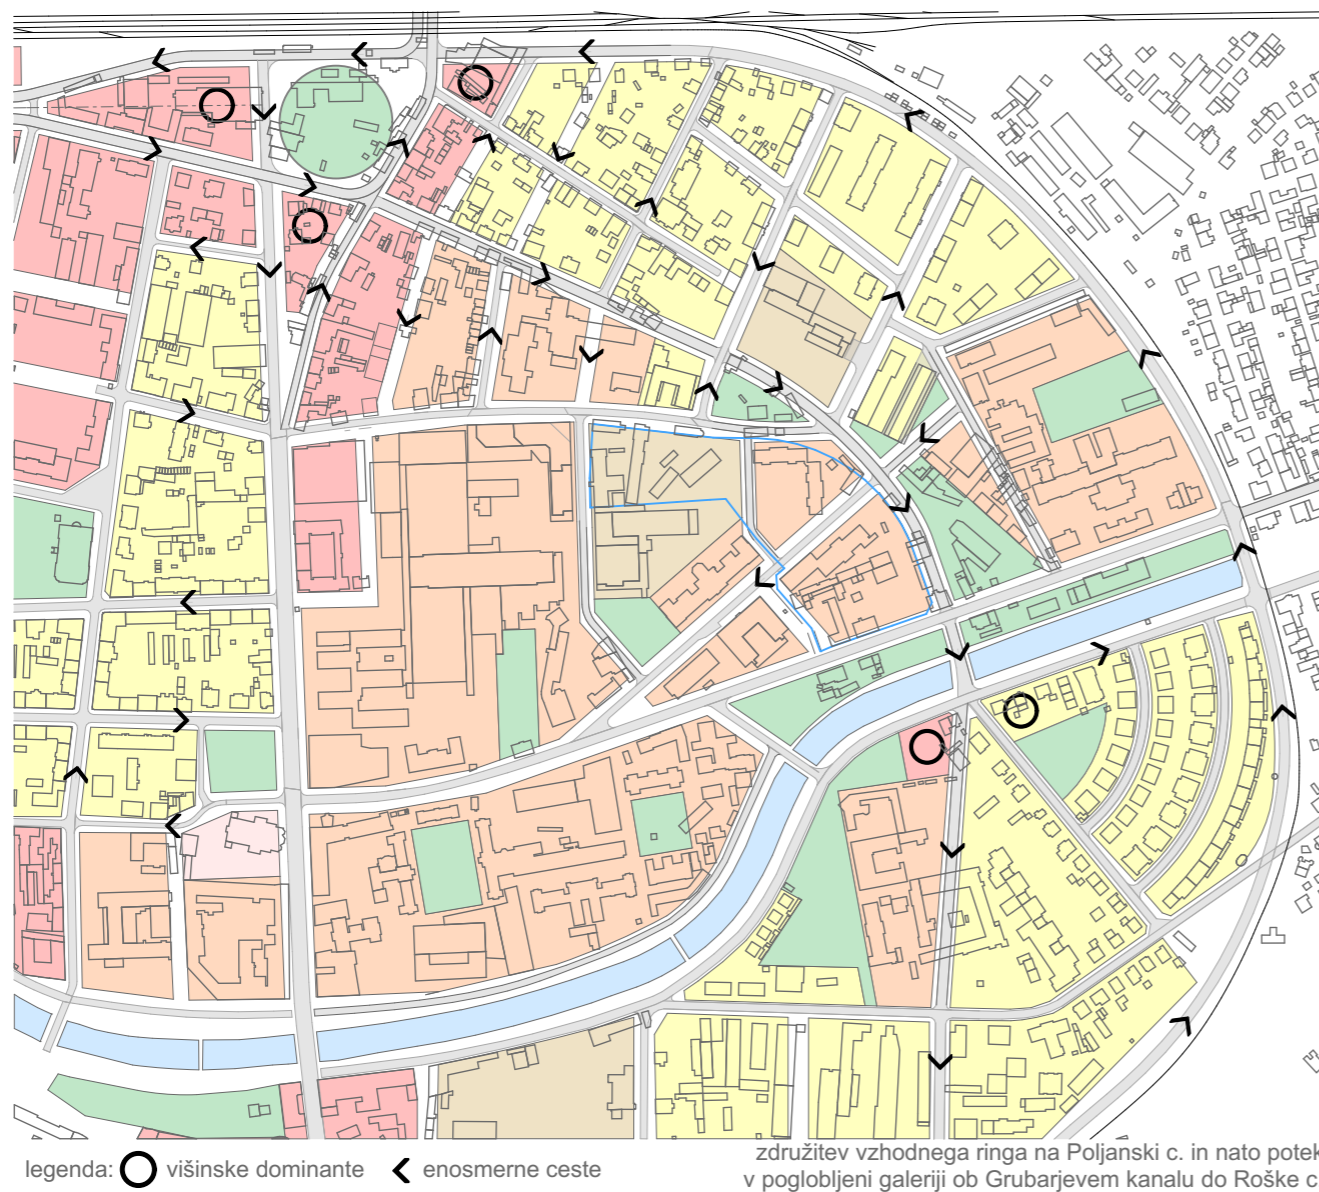 legenda: višinske dominante enosmerne ceste
združitev vzhodnega ringa na Poljanski c. in nato potek
v poglobljeni galeriji ob Grubarjevem kanalu do Roške c